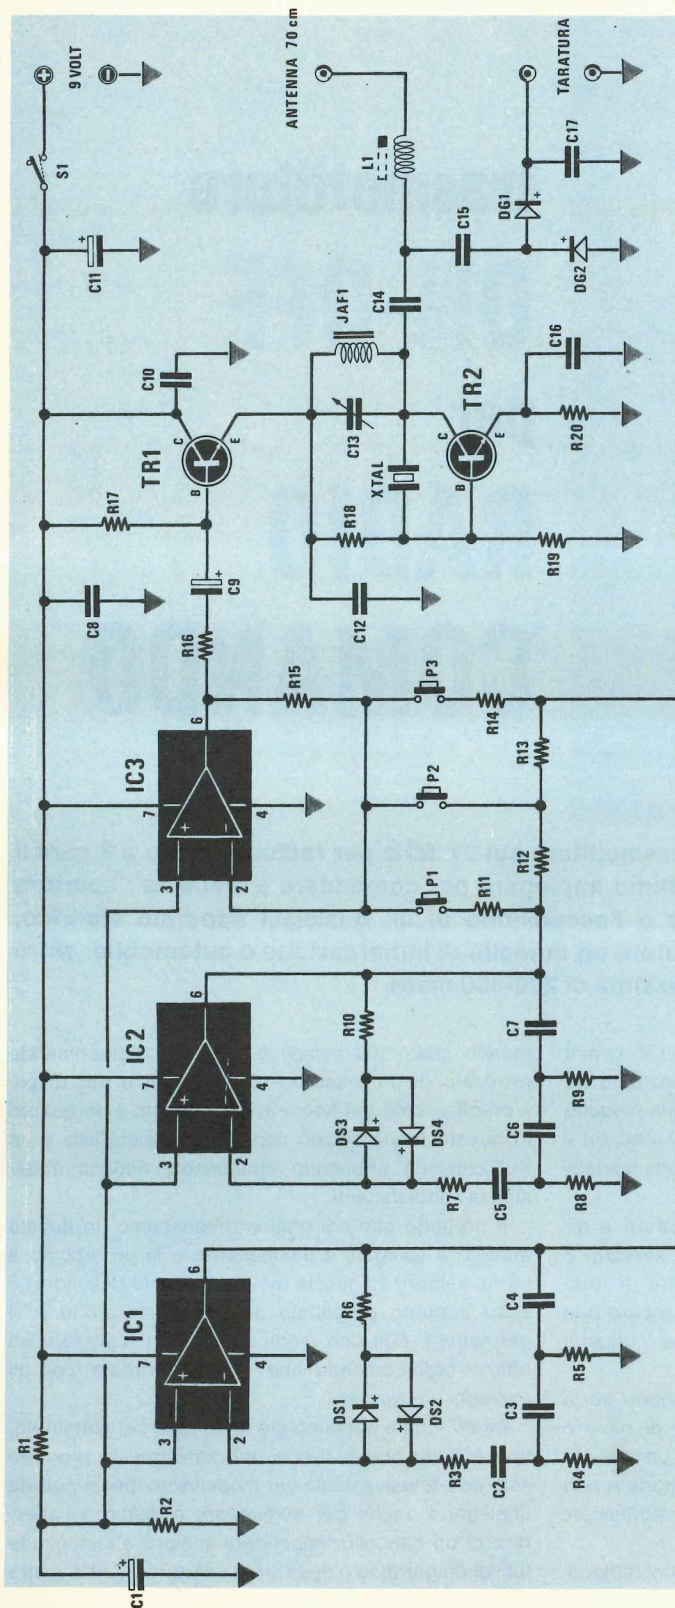 R1
S1
9 VOLT
C1
R2
IC1
3
2
7
4
6
IC2
3
2
7
4
6
IC3
3
2
7
4
6
C8
R17
R16
C9
TR1
B
C
E
C10
C11
DS1
DS2
R6
R3
C2
R4
C3
R5
C4
DS3
DS4
R10
R7
C5
R8
C6
R9
C7
R15
P1
P2
P3
R11
R12
R13
R14
C12
R18
R19
C13
XTAL
JAF1
TR2
B
C
E
R20
C16
C14
C15
L1
ANTENNA 70 cm
DG1
DG2
C17
TARATURA